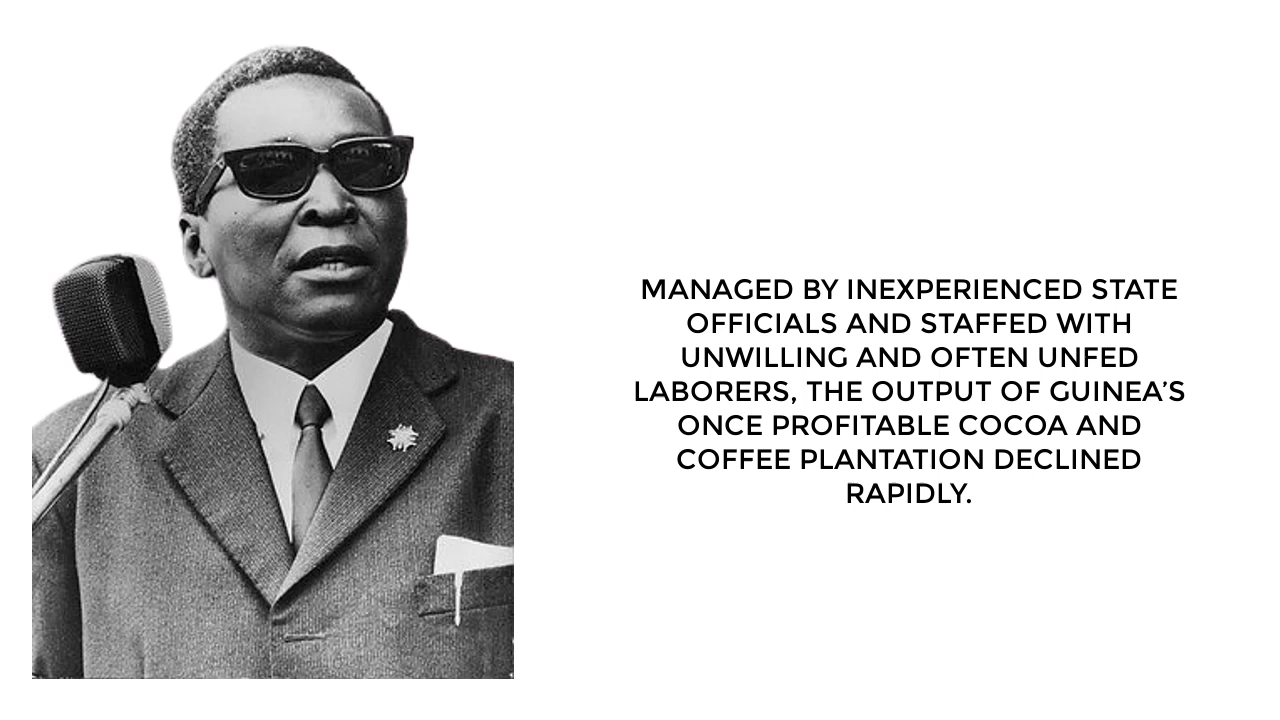 MANAGED BY INEXPERIENCED STATE
OFFICIALS AND STAFFED WITH
UNWILLING AND OFTEN UNFED
LABORERS, THE OUTPUT OF GUINEA’S
ONCE PROFITABLE COCOA AND
COFFEE PLANTATION DECLINED
RAPIDLY.